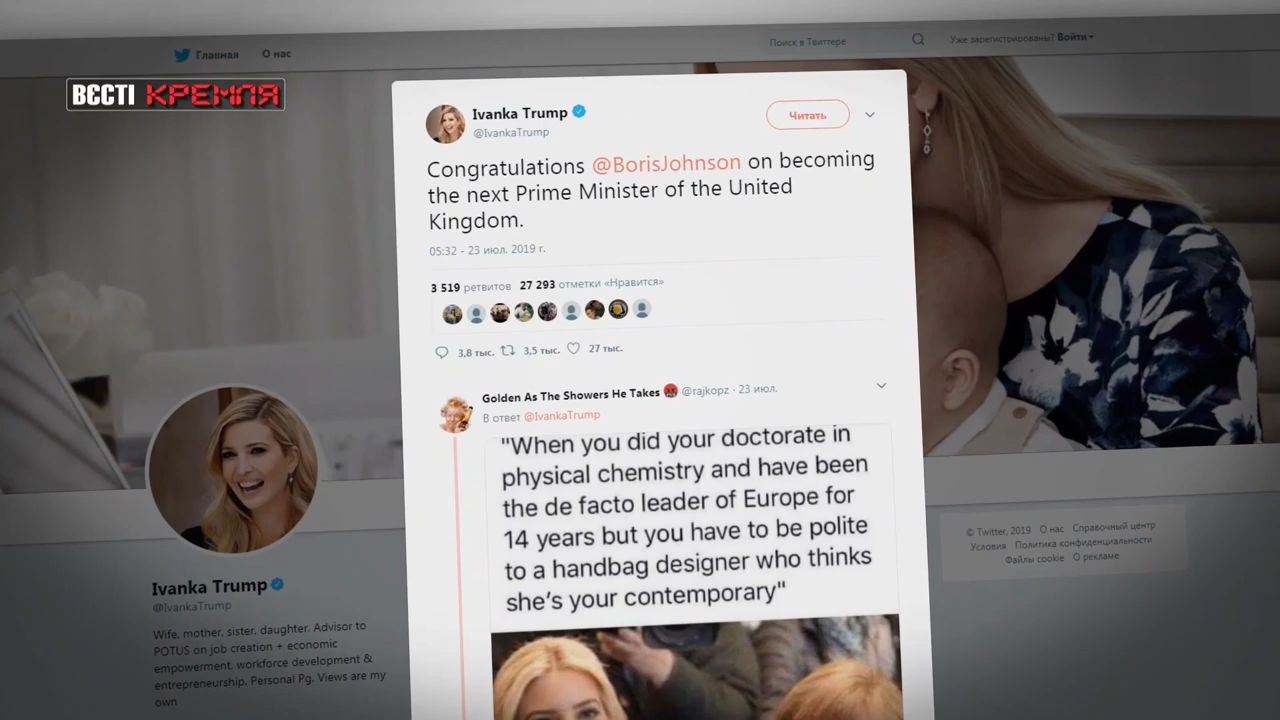 Главная О нас
Поиск в Твиттере
Уже зарегистрированы? Войти
ВЄСТІ КРЕМЛЯ
Ivanka Trump
@IvankaTrump
Читать
Congratulations @BorisJohnson on becoming
the next Prime Minister of the United
Kingdom.
05:32 - 23 июл. 2019 г.
3 519 ретвитов 27 293 отметки «Нравится»
3,8 тыс. 3,5 тыс. 27 тыс.
Golden As The Showers He Takes @rajkopz · 23 июл.
В ответ @IvankaTrump
"When you did your doctorate in
physical chemistry and have been
the de facto leader of Europe for
14 years but you have to be polite
to a handbag designer who thinks
she's your contemporary"
Ivanka Trump
@IvankaTrump
Wife, mother, sister, daughter. Advisor to
POTUS on job creation + economic
empowerment, workforce development &
entrepreneurship. Personal Pg. Views are my
own
© Twitter, 2019 О нас Справочный центр
Условия Политика конфиденциальности
Файлы cookie О рекламе